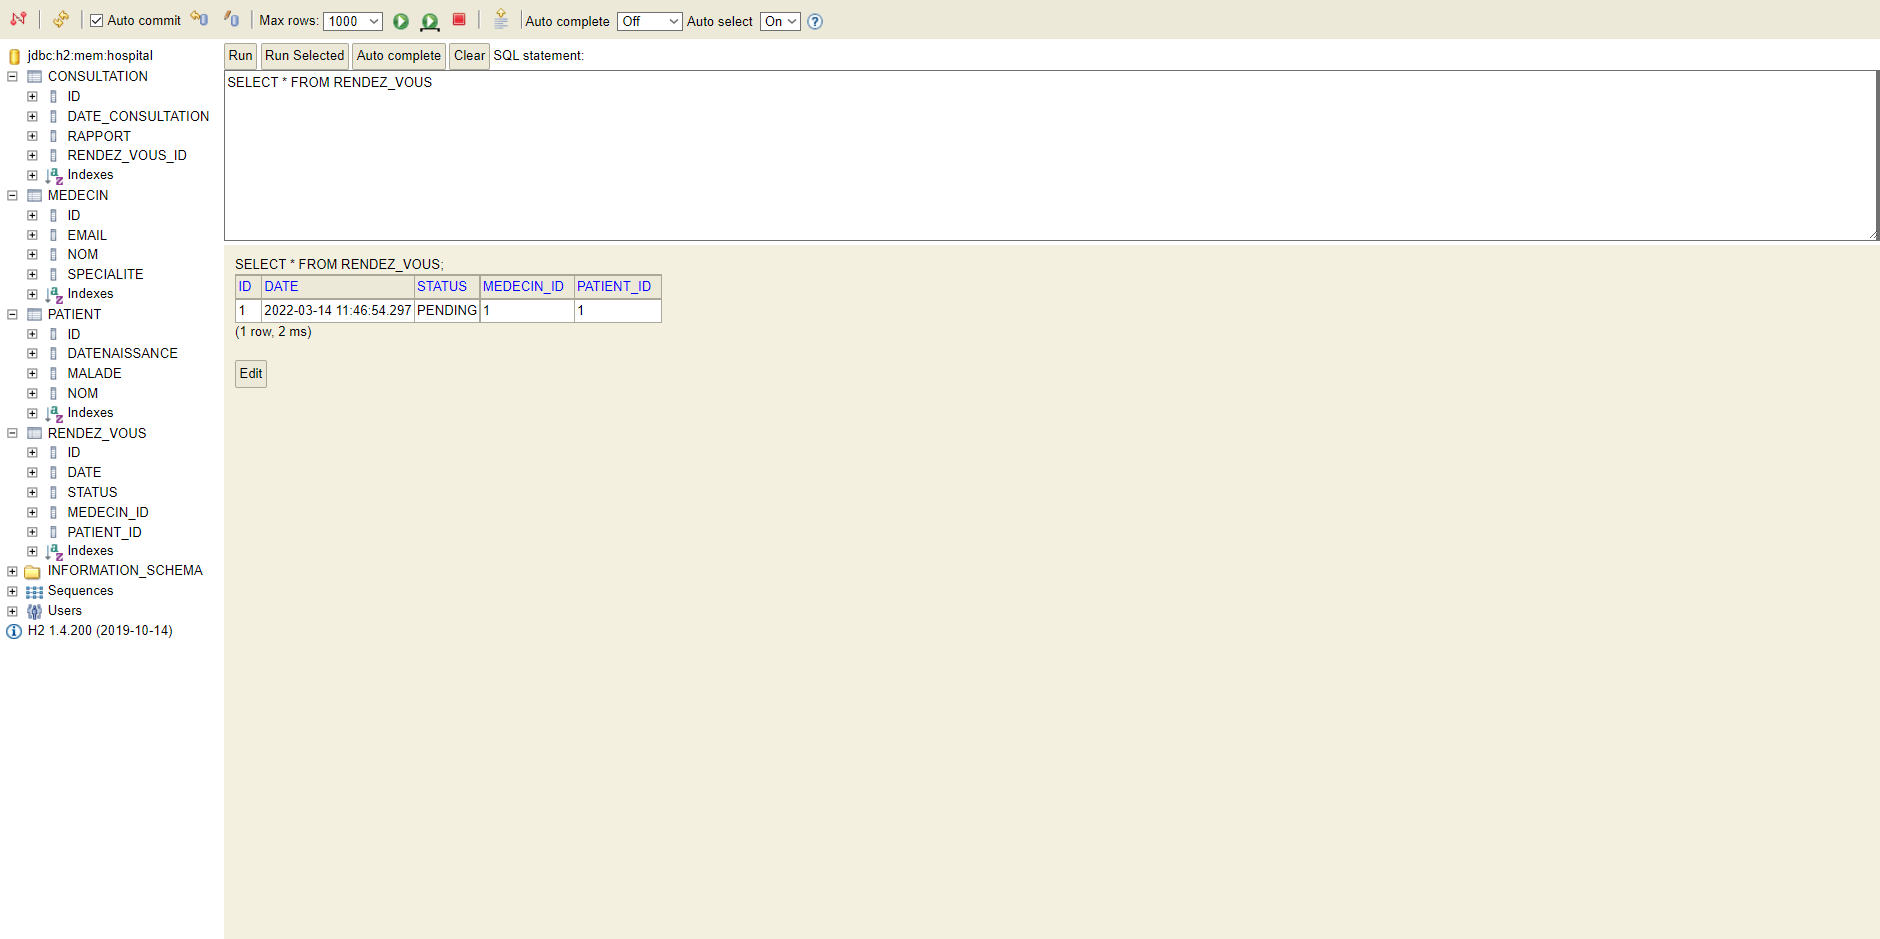 Auto commit Max rows: 1000 Auto complete Off Auto select On ?
jdbc:h2:mem:hospital
CONSULTATION
ID
DATE_CONSULTATION
RAPPORT
RENDEZ_VOUS_ID
Indexes
MEDECIN
ID
EMAIL
NOM
SPECIALITE
Indexes
PATIENT
ID
DATENAISSANCE
MALADE
NOM
Indexes
RENDEZ_VOUS
ID
DATE
STATUS
MEDECIN_ID
PATIENT_ID
Indexes
INFORMATION_SCHEMA
Sequences
Users
H2 1.4.200 (2019-10-14)
Run Run Selected Auto complete Clear SQL statement:
SELECT * FROM RENDEZ_VOUS
SELECT * FROM RENDEZ_VOUS;
ID DATE STATUS MEDECIN_ID PATIENT_ID
1 2022-03-14 11:46:54.297 PENDING 1 1
(1 row, 2 ms)
Edit